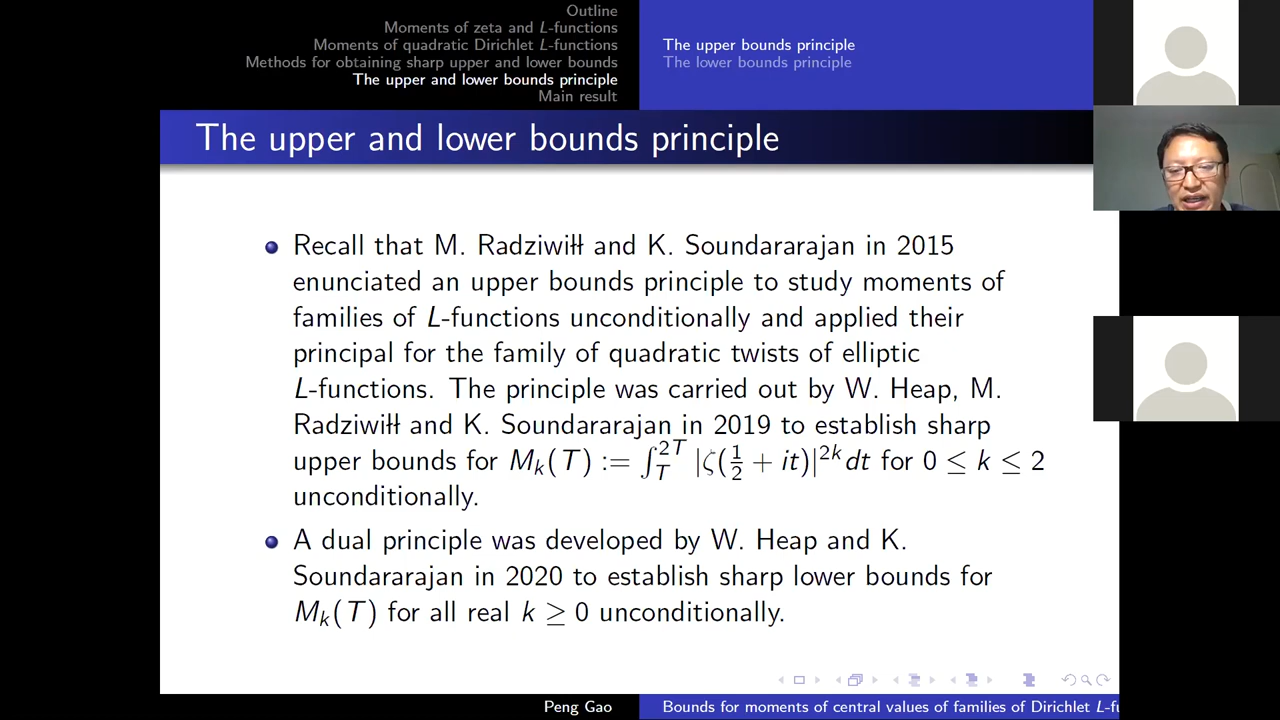 Outline
Moments of zeta and L-functions
Moments of quadratic Dirichlet L-functions
Methods for obtaining sharp upper and lower bounds
The upper and lower bounds principle
Main result
The upper bounds principle
The lower bounds principle
The upper and lower bounds principle
Recall that M. Radziwiłł and K. Soundararajan in 2015
enunciated an upper bounds principle to study moments of
families of L-functions unconditionally and applied their
principal for the family of quadratic twists of elliptic
L-functions. The principle was carried out by W. Heap, M.
Radziwiłł and K. Soundararajan in 2019 to establish sharp
upper bounds for M_k(T) := ∫_T^{2T} |ζ(1/2 + it)|^{2k} dt for 0 ≤ k ≤ 2
unconditionally.
A dual principle was developed by W. Heap and K.
Soundararajan in 2020 to establish sharp lower bounds for
M_k(T) for all real k ≥ 0 unconditionally.
Peng Gao
Bounds for moments of central values of families of Dirichlet L-fu